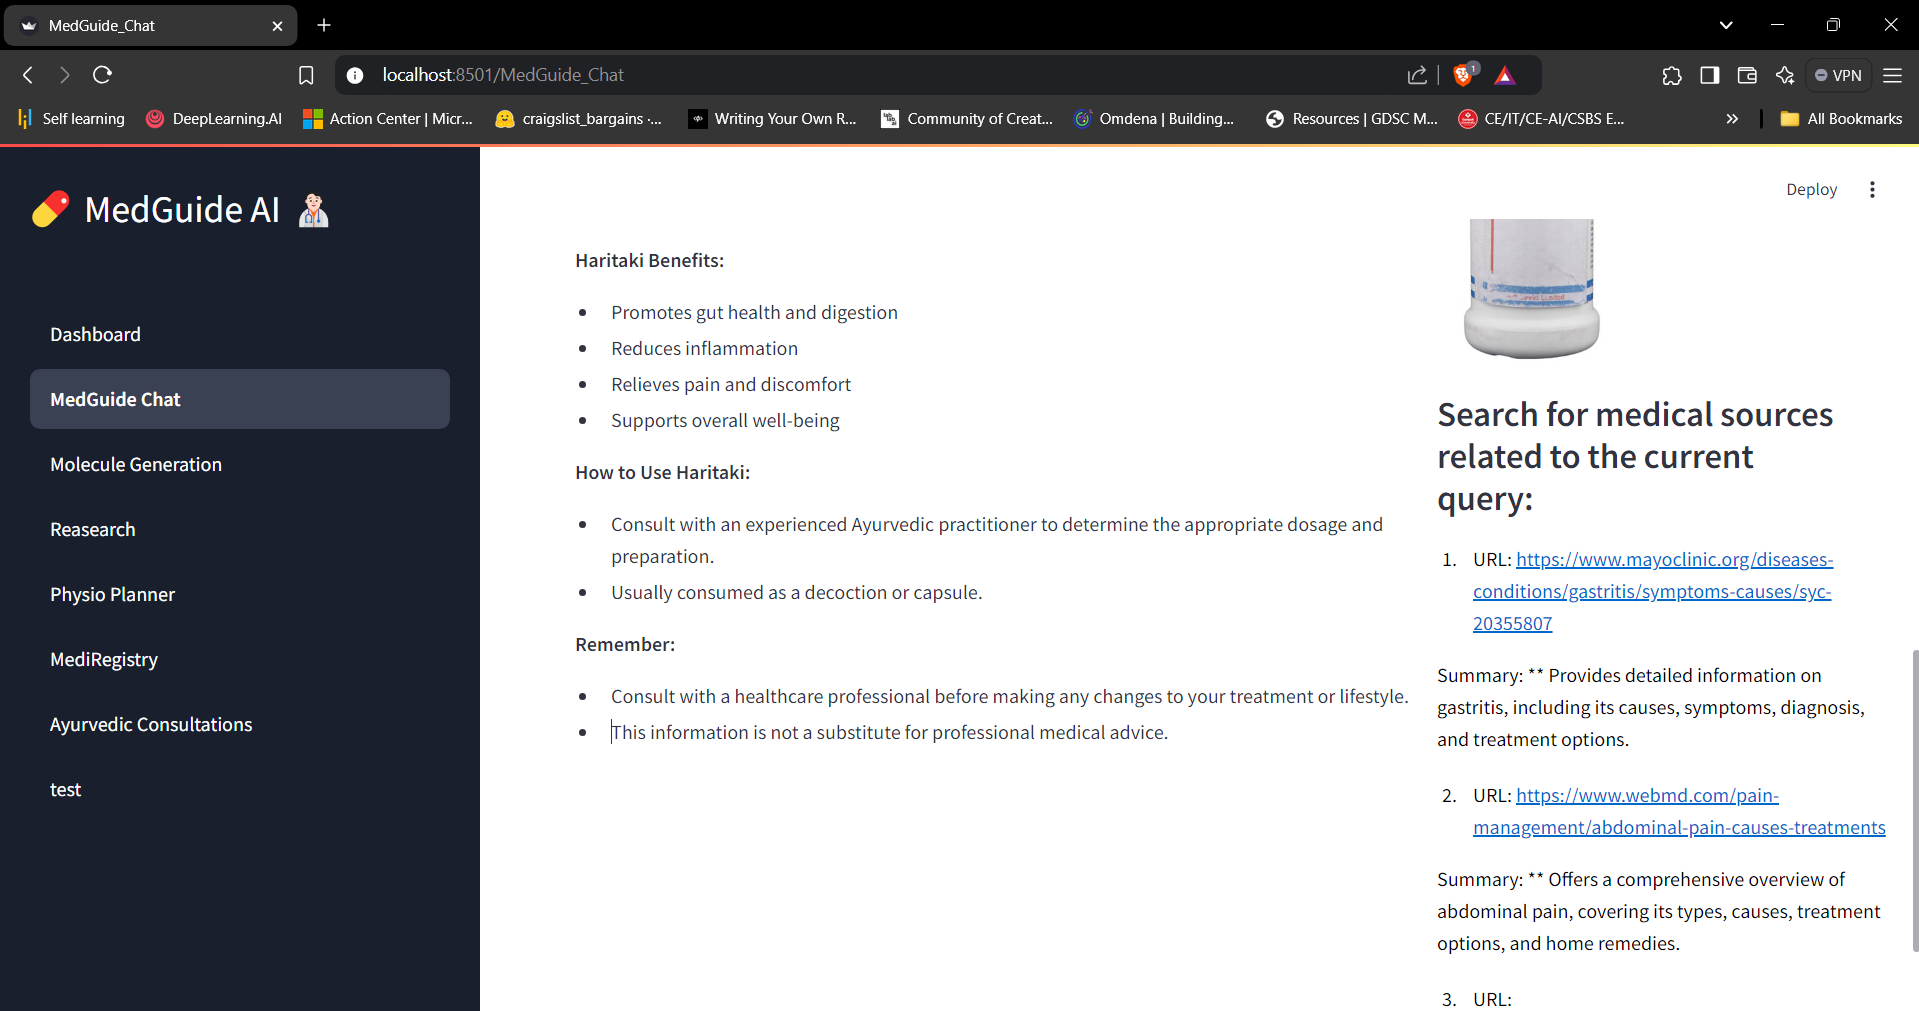 MedGuide_Chat
localhost:8501/MedGuide_Chat
1
VPN
Self learning
DeepLearning.AI
Action Center | Micr...
craigslist_bargains ·...
Writing Your Own R...
Community of Creat...
Omdena | Building...
Resources | GDSC M...
CE/IT/CE-AI/CSBS E...
All Bookmarks
MedGuide AI
Dashboard
MedGuide Chat
Molecule Generation
Reasearch
Physio Planner
MediRegistry
Ayurvedic Consultations
test
Deploy
Haritaki Benefits:
Promotes gut health and digestion
Reduces inflammation
Relieves pain and discomfort
Supports overall well-being
How to Use Haritaki:
Consult with an experienced Ayurvedic practitioner to determine the appropriate dosage and
preparation.
Usually consumed as a decoction or capsule.
Remember:
Consult with a healthcare professional before making any changes to your treatment or lifestyle.
This information is not a substitute for professional medical advice.
Search for medical sources
related to the current
query:
1. URL: https://www.mayoclinic.org/diseases-
conditions/gastritis/symptoms-causes/syc-
20355807
Summary: ** Provides detailed information on
gastritis, including its causes, symptoms, diagnosis,
and treatment options.
2. URL: https://www.webmd.com/pain-
management/abdominal-pain-causes-treatments
Summary: ** Offers a comprehensive overview of
abdominal pain, covering its types, causes, treatment
options, and home remedies.
3. URL: